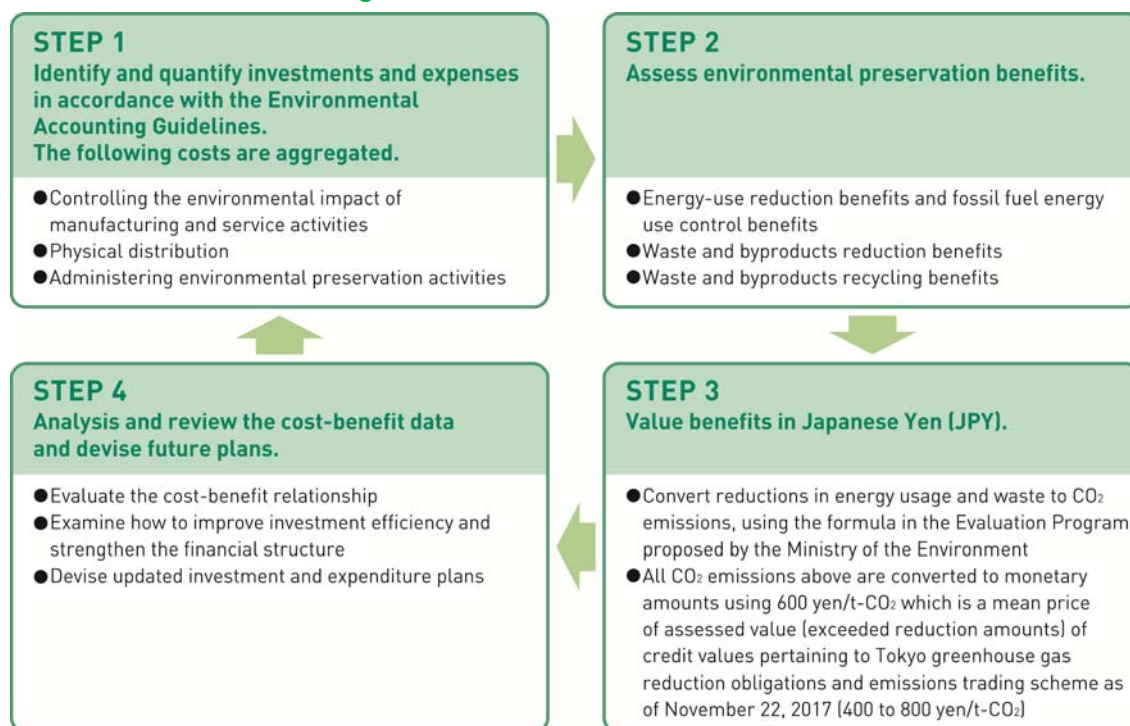 STEP 1
Identify and quantify investments and expenses
in accordance with the Environmental
Accounting Guidelines.
The following costs are aggregated.
●Controlling the environmental impact of
manufacturing and service activities
●Physical distribution
●Administering environmental preservation activities
STEP 2
Assess environmental preservation benefits.
●Energy-use reduction benefits and fossil fuel energy
use control benefits
●Waste and byproducts reduction benefits
●Waste and byproducts recycling benefits
STEP 3
Value benefits in Japanese Yen (JPY).
●Convert reductions in energy usage and waste to CO₂
emissions, using the formula in the Evaluation Program
proposed by the Ministry of the Environment
●All CO₂ emissions above are converted to monetary
amounts using 600 yen/t-CO₂ which is a mean price
of assessed value (exceeded reduction amounts) of
credit values pertaining to Tokyo greenhouse gas
reduction obligations and emissions trading scheme as
of November 22, 2017 (400 to 800 yen/t-CO₂)
STEP 4
Analysis and review the cost-benefit data
and devise future plans.
●Evaluate the cost-benefit relationship
●Examine how to improve investment efficiency and
strengthen the financial structure
●Devise updated investment and expenditure plans